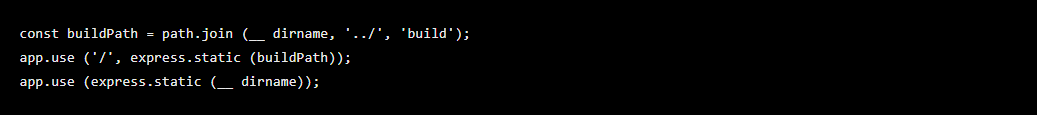 const buildPath = path.join (__ dirname, '../', 'build');
app.use ('/', express.static (buildPath));
app.use (express.static (__ dirname));